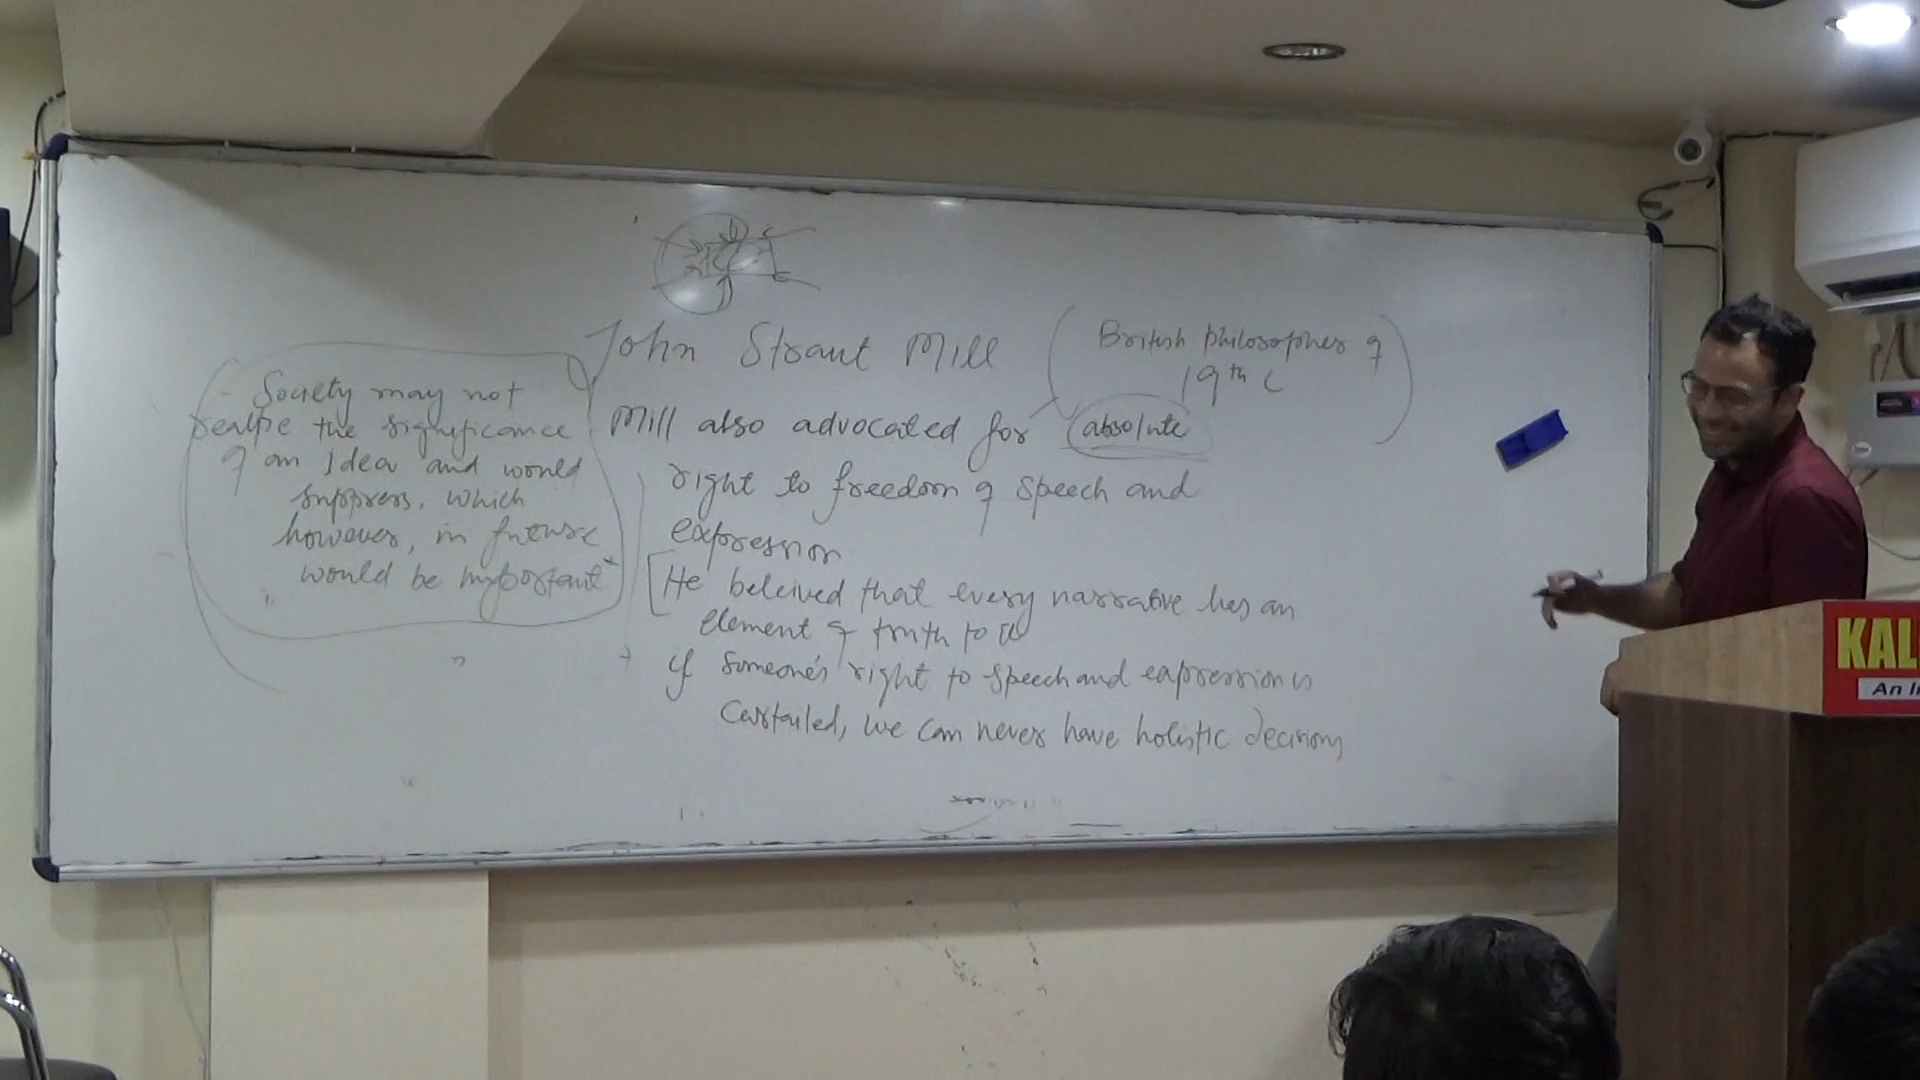 John Straut Mill
(British philosopher of
19th C)
Mill also advocated for absolute
right to freedom of speech and
expression
[He beleived that every narrative has an
element of truth to it
if someone's right to speech and expression is
Curtailed, we can never have holistic decisions
- Society may not
realise the significance
of an Idea and would
suppress, which
however, in future
would be important
KAL
An I